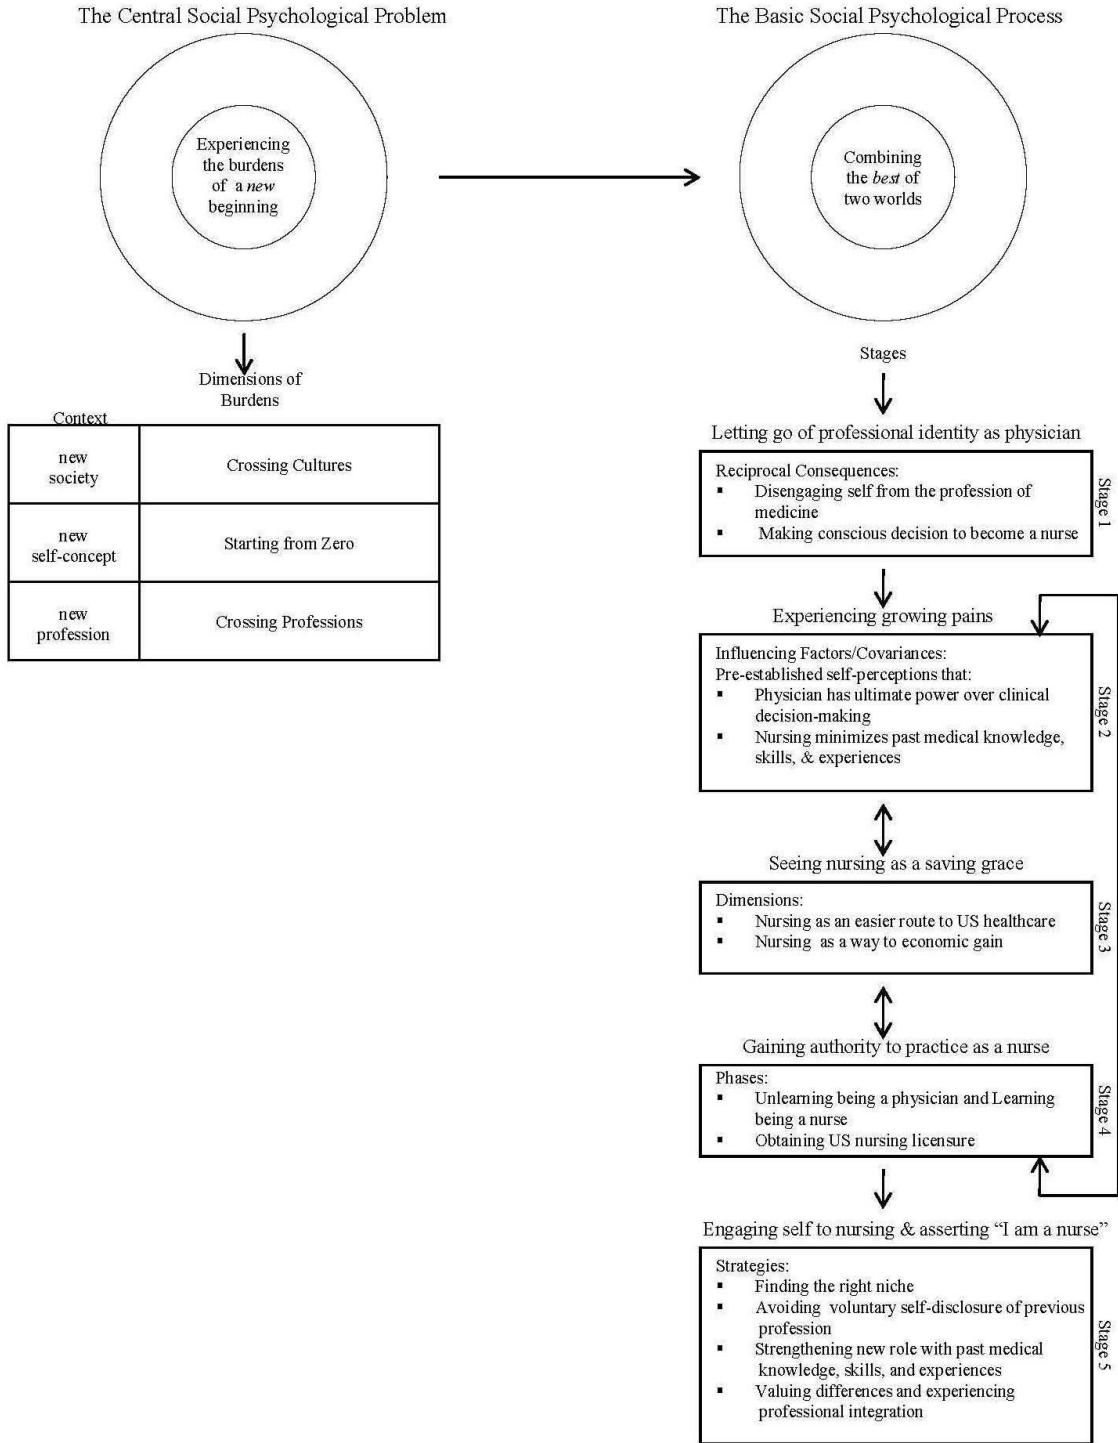 The Central Social Psychological Problem
Experiencing
the burdens
of a new
beginning
Dimensions of
Burdens
Context
new
society
Crossing Cultures
new
self-concept
Starting from Zero
new
profession
Crossing Professions
The Basic Social Psychological Process
Combining
the best of
two worlds
Stages
Letting go of professional identity as physician
Reciprocal Consequences:
▪ Disengaging self from the profession of
medicine
▪ Making conscious decision to become a nurse
Stage 1
Experiencing growing pains
Influencing Factors/Covariances:
Pre-established self-perceptions that:
▪ Physician has ultimate power over clinical
decision-making
▪ Nursing minimizes past medical knowledge,
skills, & experiences
Stage 2
Seeing nursing as a saving grace
Dimensions:
▪ Nursing as an easier route to US healthcare
▪ Nursing as a way to economic gain
Stage 3
Gaining authority to practice as a nurse
Phases:
▪ Unlearning being a physician and Learning
being a nurse
▪ Obtaining US nursing licensure
Stage 4
Engaging self to nursing & asserting “I am a nurse”
Strategies:
▪ Finding the right niche
▪ Avoiding voluntary self-disclosure of previous
profession
▪ Strengthening new role with past medical
knowledge, skills, and experiences
▪ Valuing differences and experiencing
professional integration
Stage 5